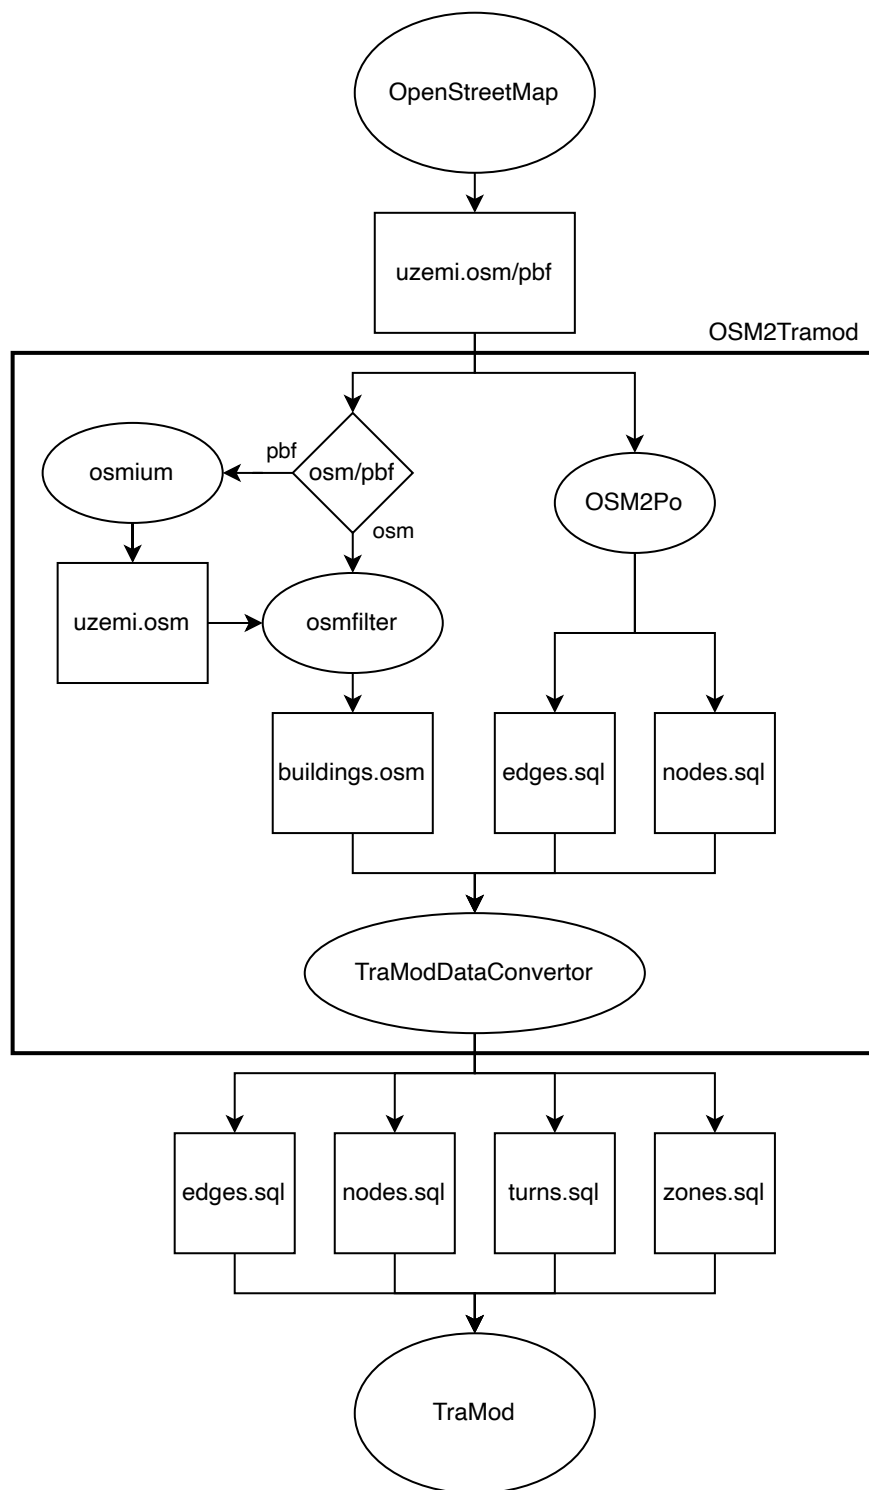 OpenStreetMap
uzemi.osm/pbf
OSM2Tramod
pbf
osmium
osm/pbf
OSM2Po
osm
uzemi.osm
osmfilter
buildings.osm
edges.sql
nodes.sql
TraModDataConvertor
edges.sql
nodes.sql
turns.sql
zones.sql
TraMod